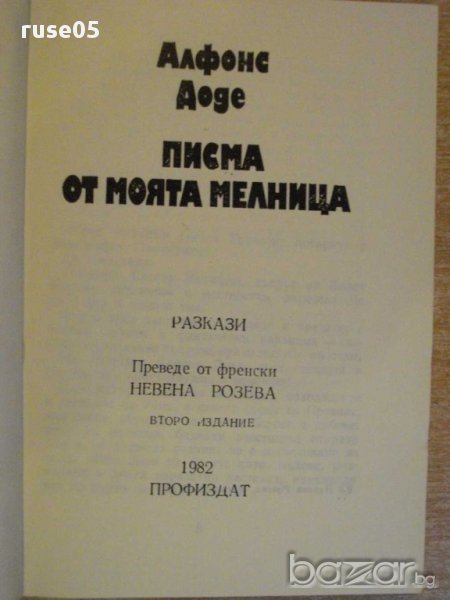 ruse05
Алфонс
Доде
ПИСМА
ОТ МОЯТА МЕЛНИЦА
РАЗКАЗИ
Преведе от френски
НЕВЕНА РОЗЕВА
ВТОРО ИЗДАНИЕ
1982
ПРОФИЗДАТ
bazar.bg